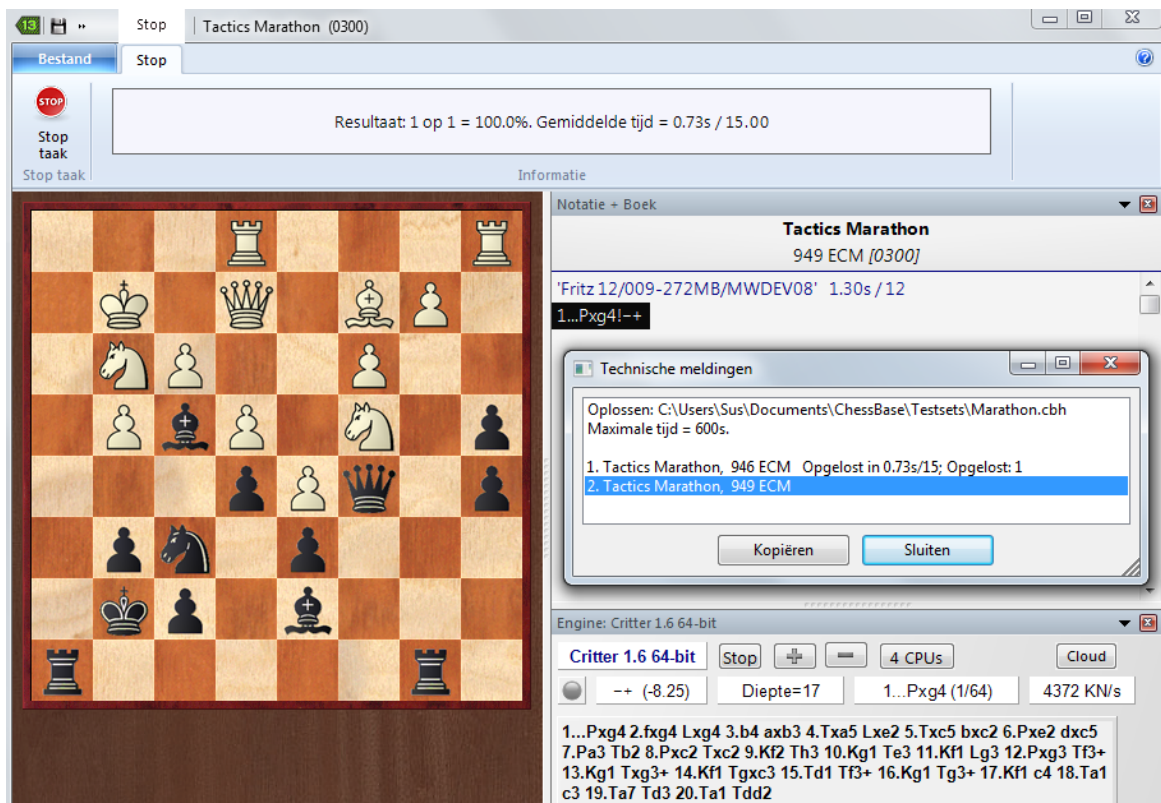 13
Stop
Tactics Marathon (0300)
Bestand
Stop
STOP
Stop
taak
Stop taak
Resultaat: 1 op 1 = 100.0%. Gemiddelde tijd = 0.73s / 15.00
Informatie
Notatie + Boek
Tactics Marathon
949 ECM [0300]
'Fritz 12/009-272MB/MWDEV08' 1.30s / 12
1...Pxg4!−+
Technische meldingen
Oplossen: C:\Users\Sus\Documents\ChessBase\Testsets\Marathon.cbh
Maximale tijd = 600s.
1. Tactics Marathon, 946 ECM Opgelost in 0.73s/15; Opgelost: 1
2. Tactics Marathon, 949 ECM
Kopiëren
Sluiten
Engine: Critter 1.6 64-bit
Critter 1.6 64-bit
Stop
4 CPUs
Cloud
−+ (-8.25)
Diepte=17
1...Pxg4 (1/64)
4372 KN/s
1...Pxg4 2.fxg4 Lxg4 3.b4 axb3 4.Txa5 Lxe2 5.Txc5 bxc2 6.Pxe2 dxc5
7.Pa3 Tb2 8.Pxc2 Txc2 9.Kf2 Th3 10.Kg1 Te3 11.Kf1 Lg3 12.Pxg3 Tf3+
13.Kg1 Txg3+ 14.Kf1 Tgxc3 15.Td1 Tf3+ 16.Kg1 Tg3+ 17.Kf1 c4 18.Ta1
c3 19.Ta7 Td3 20.Ta1 Tdd2